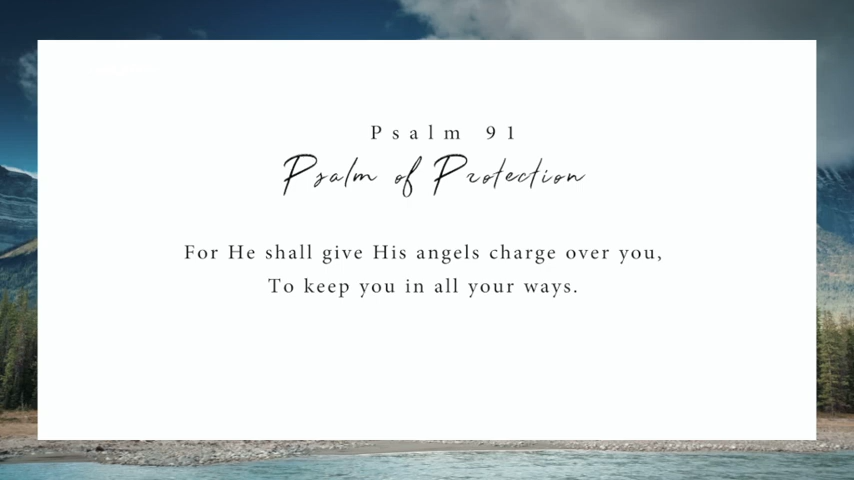 Psalm 91
Psalm of Protection
For He shall give His angels charge over you,
To keep you in all your ways.